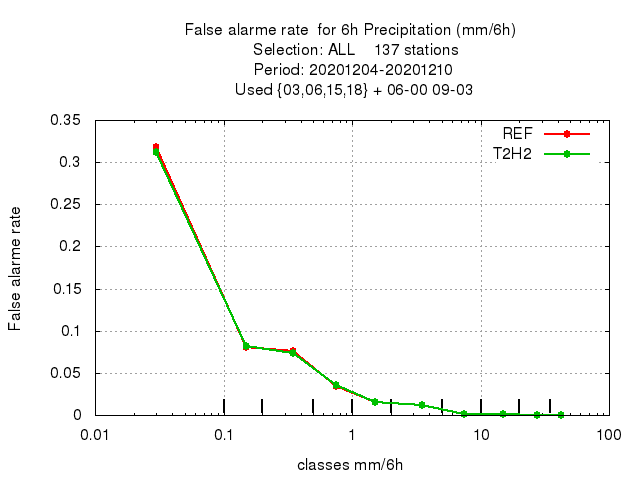 False alarme rate  for 6h Precipitation (mm/6h)
Selection: ALL    137 stations
Period: 20201204-20201210
Used {03,06,15,18} + 06-00 09-03
REF
T2H2
False alarme rate
0.35
0.3
0.25
0.2
0.15
0.1
0.05
0
0.01 0.1 1 10 100
classes mm/6h